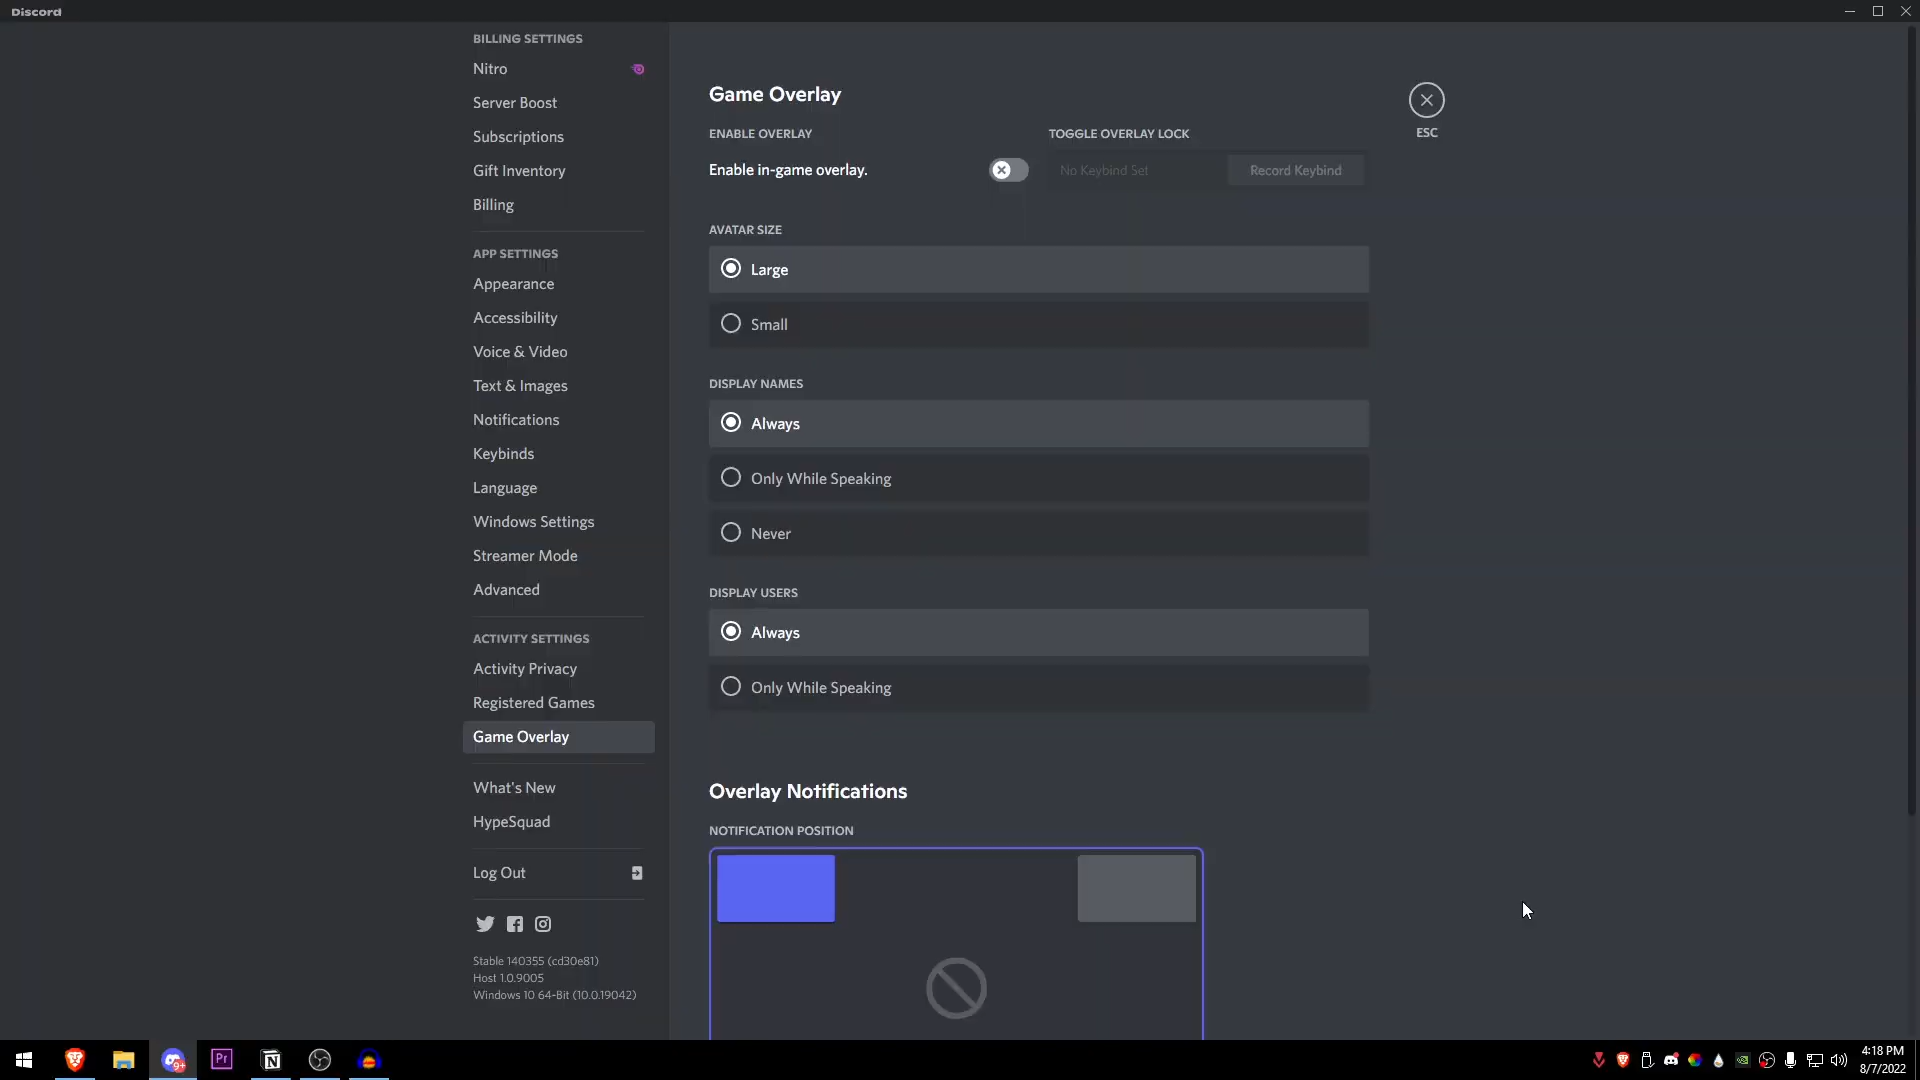 Discord
BILLING SETTINGS
Nitro
Server Boost
Subscriptions
Gift Inventory
Billing
APP SETTINGS
Appearance
Accessibility
Voice & Video
Text & Images
Notifications
Keybinds
Language
Windows Settings
Streamer Mode
Advanced
ACTIVITY SETTINGS
Activity Privacy
Registered Games
Game Overlay
What's New
HypeSquad
Log Out
Stable 140355 (cd30e81)
Host 1.0.9005
Windows 10 64-Bit (10.0.19042)
Game Overlay
ENABLE OVERLAY
Enable in-game overlay.
TOGGLE OVERLAY LOCK
No Keybind Set
Record Keybind
ESC
AVATAR SIZE
Large
Small
DISPLAY NAMES
Always
Only While Speaking
Never
DISPLAY USERS
Always
Only While Speaking
Overlay Notifications
NOTIFICATION POSITION
9+
Pr
N
4:18 PM
8/7/2022